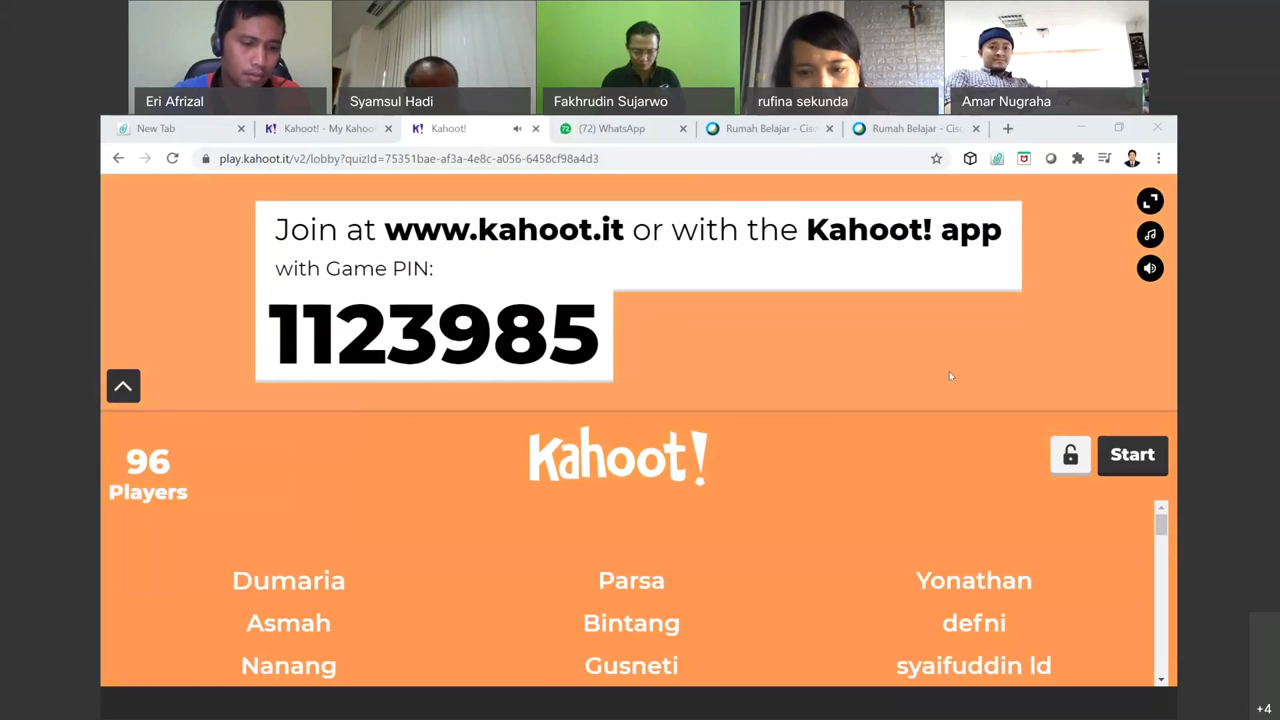 Eri Afrizal
Syamsul Hadi
Fakhrudin Sujarwo
rufina sekunda
Amar Nugraha
New Tab
Kahoot! - My Kahoo
Kahoot!
(72) WhatsApp
Rumah Belajar - Cisc
Rumah Belajar - Cisc
play.kahoot.it/v2/lobby?quizId=75351bae-af3a-4e8c-a056-6458cf98a4d3
Join at www.kahoot.it or with the Kahoot! app
with Game PIN:
1123985
96
Players
Kahoot!
Start
Dumaria Parsa Yonathan
Asmah Bintang defni
Nanang Gusneti syaifuddin ld
+4